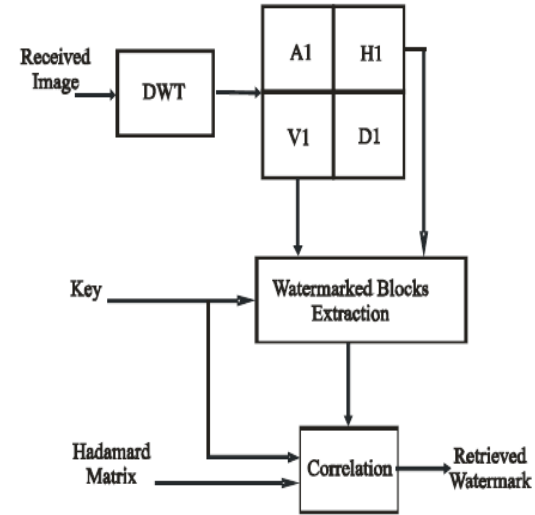 Received
Image
DWT
A1
H1
V1
D1
Key
Watermarked Blocks
Extraction
Hadamard
Matrix
Correlation
Retrieved
Watermark